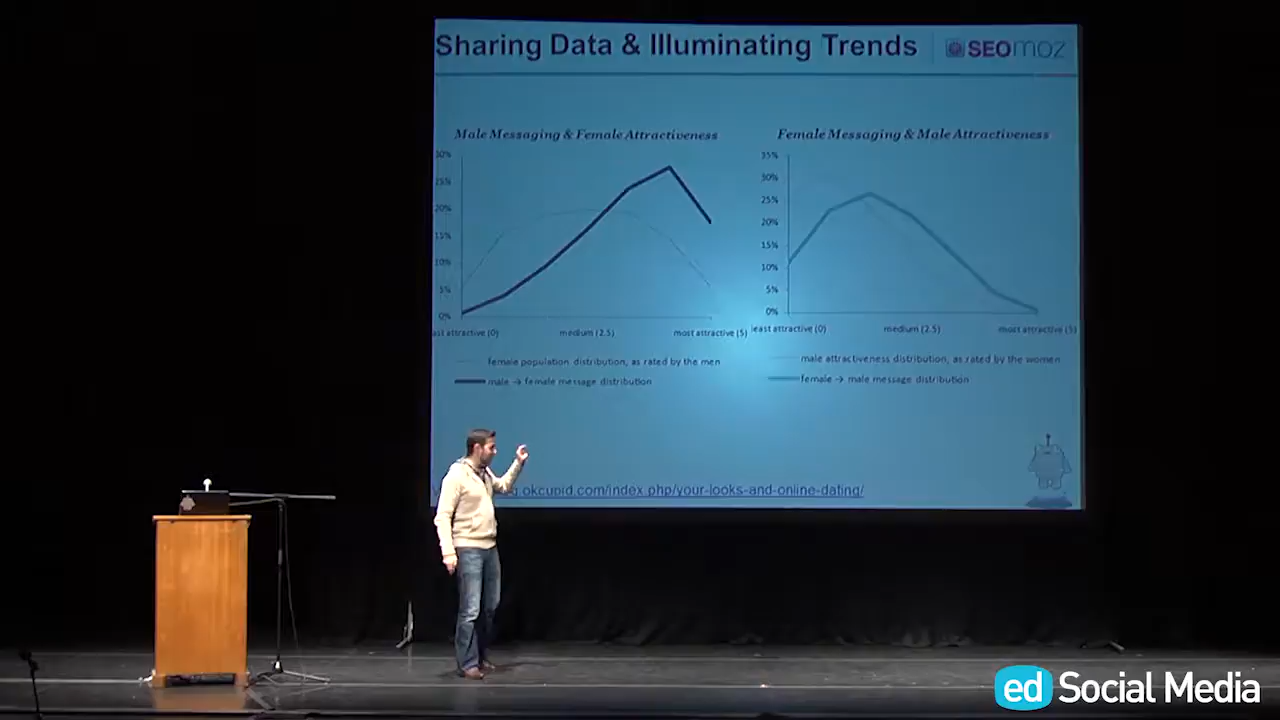 Sharing Data & Illuminating Trends
SEOmoz
Male Messaging & Female Attractiveness
30%
25%
20%
15%
10%
5%
0%
ast attractive (0) medium (2.5) most attractive (5)
female population distribution, as rated by the men
male → female message distribution
Female Messaging & Male Attractiveness
35%
30%
25%
20%
15%
10%
5%
0%
least attractive (0) medium (2.5) most attractive (5)
male attractiveness distribution, as rated by the women
female → male message distribution
okcupid.com/index.php/your-looks-and-online-dating/
ed Social Media